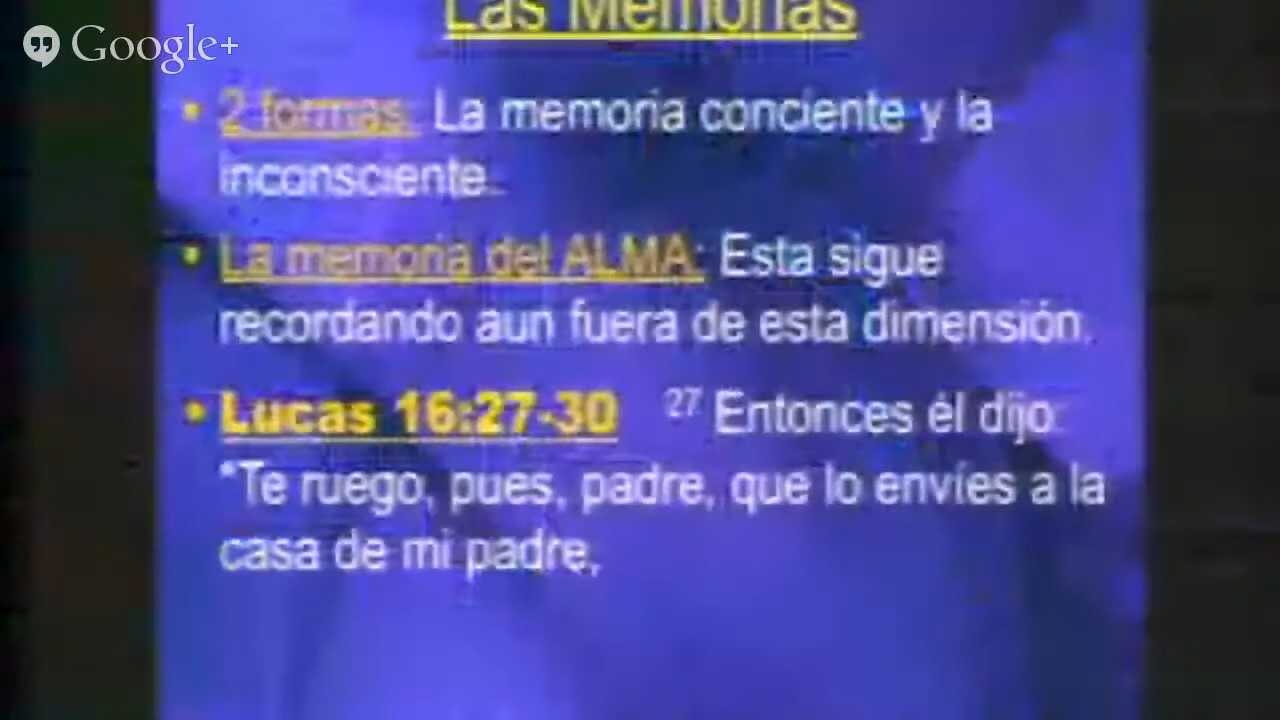 Google+
Las Memorias
• 2 formas: La memoria conciente y la
inconsciente.
• La memoria del ALMA: Esta sigue
recordando aun fuera de esta dimensión.
• Lucas 16:27-30 27 Entonces él dijo:
"Te ruego, pues, padre, que lo envíes a la
casa de mi padre,